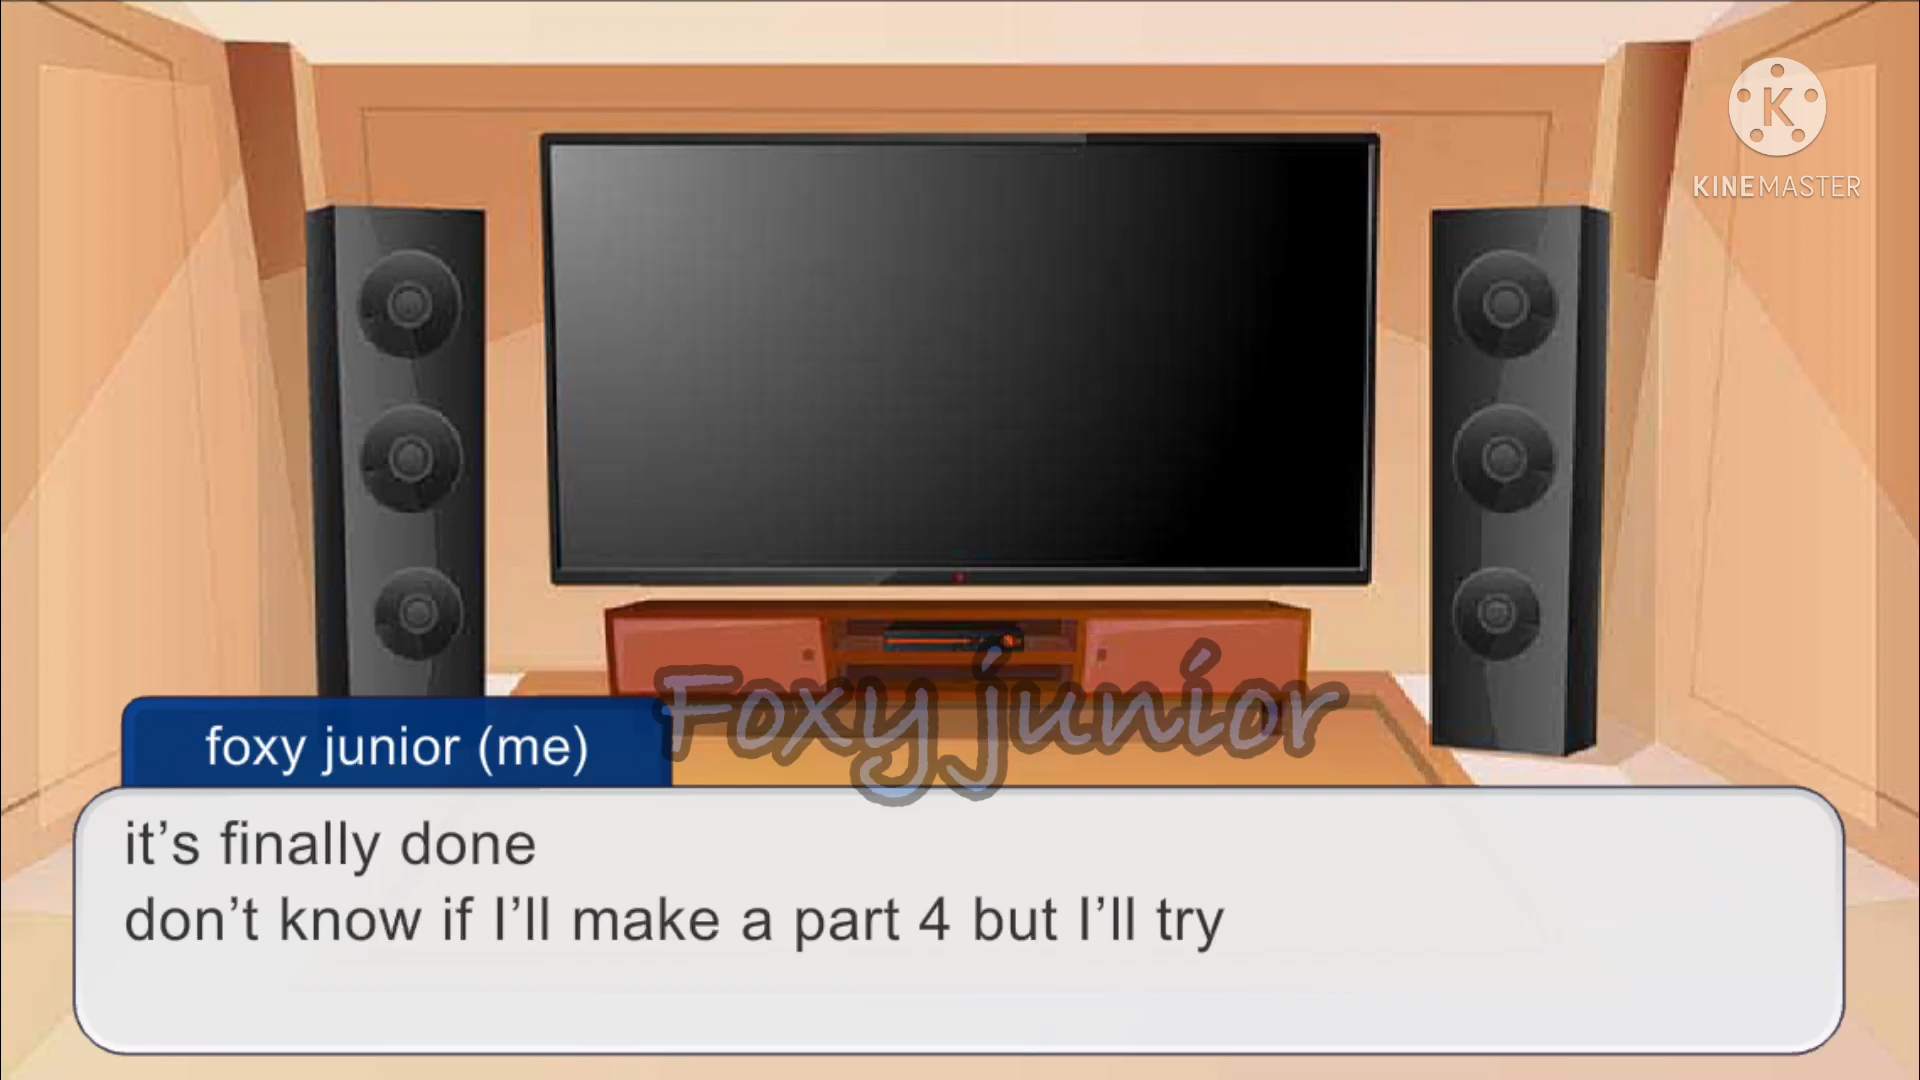 K
KINEMASTER
Foxy junior
foxy junior (me)
it’s finally done
don’t know if I’ll make a part 4 but I’ll try